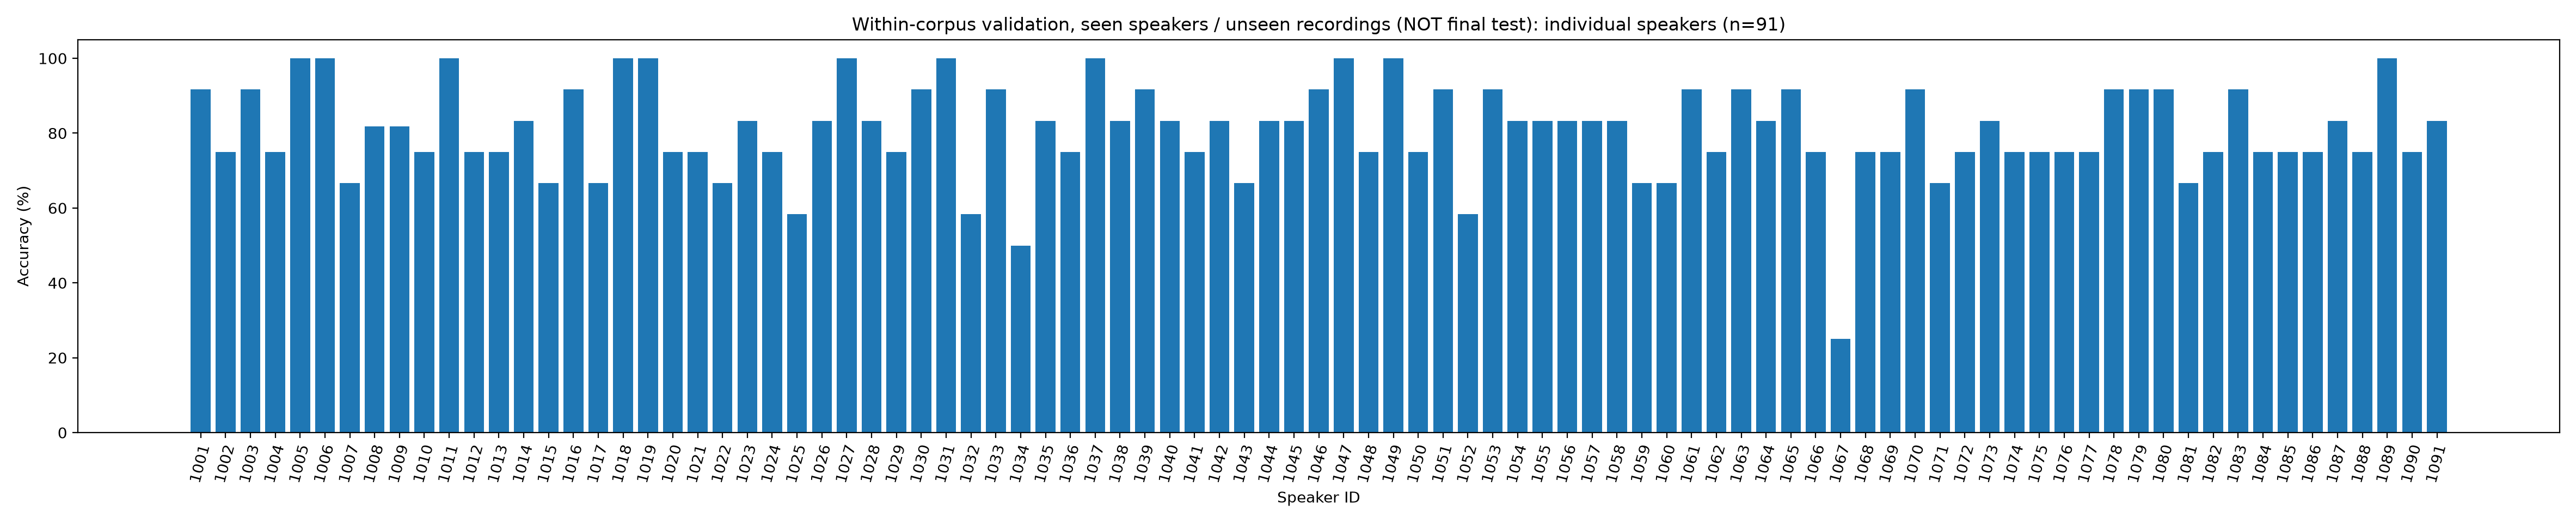 Within-corpus validation, seen speakers / unseen recordings (NOT final test): individual speakers (n=91)
Accuracy (%)
100
80
60
40
20
0
1001 1002 1003 1004 1005 1006 1007 1008 1009 1010 1011 1012 1013 1014 1015 1016 1017 1018 1019 1020 1021 1022 1023 1024 1025 1026 1027 1028 1029 1030 1031 1032 1033 1034 1035 1036 1037 1038 1039 1040 1041 1042 1043 1044 1045 1046 1047 1048 1049 1050 1051 1052 1053 1054 1055 1056 1057 1058 1059 1060 1061 1062 1063 1064 1065 1066 1067 1068 1069 1070 1071 1072 1073 1074 1075 1076 1077 1078 1079 1080 1081 1082 1083 1084 1085 1086 1087 1088 1089 1090 1091
Speaker ID